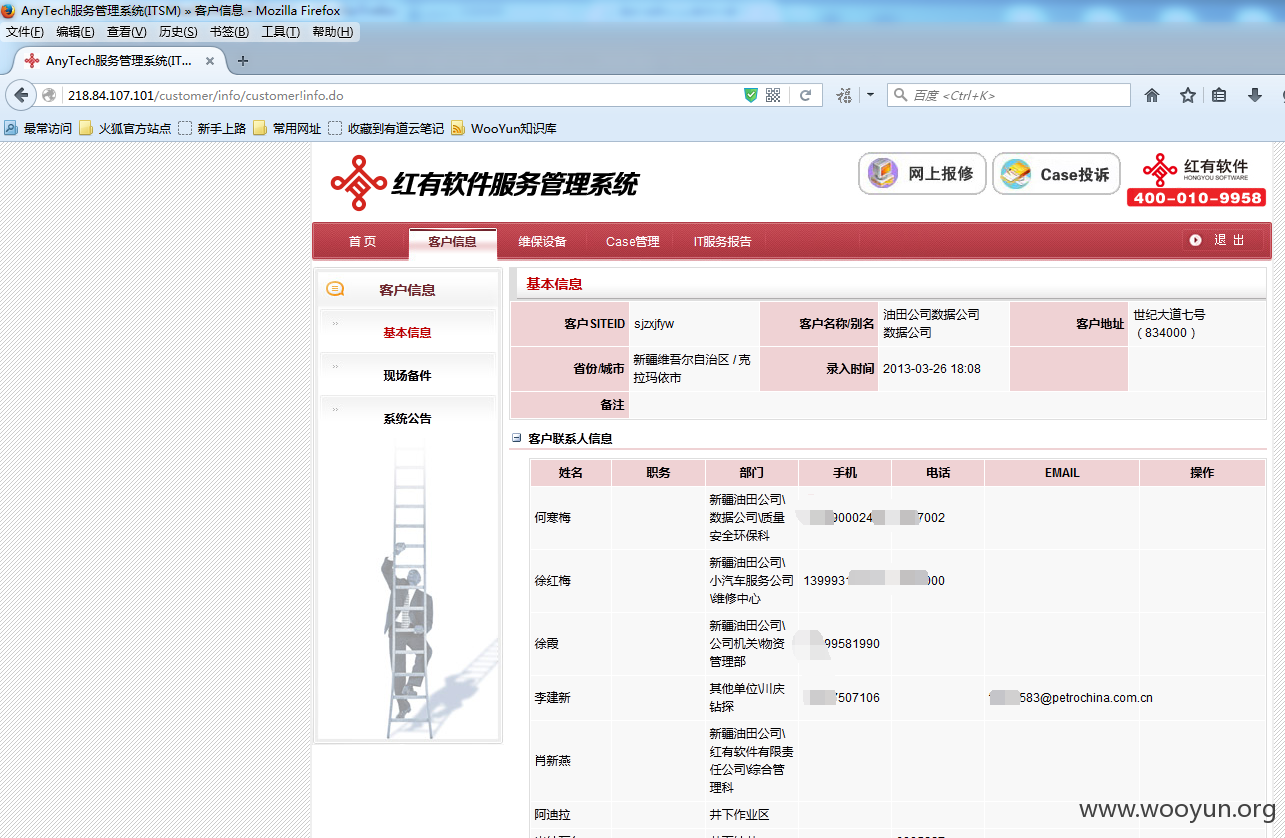 AnyTech服务管理系统(ITSM) » 客户信息 - Mozilla Firefox
文件(F) 编辑(E) 查看(V) 历史(S) 书签(B) 工具(T) 帮助(H)
AnyTech服务管理系统(IT...
218.84.107.101/customer/info/customer!info.do
百度 <Ctrl+K>
最常访问 火狐官方站点 新手上路 常用网址 收藏到有道云笔记 WooYun知识库
红有软件服务管理系统
网上报修
Case投诉
红有软件
HONGYOU SOFTWARE
400-010-9958
首 页 客户信息 维保设备 Case管理 IT服务报告 退 出
客户信息
基本信息
现场备件
系统公告
基本信息
客户SITEID sjzxjfyw 客户名称/别名 油田公司数据公司
数据公司
客户地址 世纪大道七号
（834000）
省份/城市 新疆维吾尔自治区 / 克
拉玛依市
录入时间 2013-03-26 18:08
备注
客户联系人信息
姓名 职务 部门 手机 电话 EMAIL 操作
何寒梅 新疆油田公司\
数据公司\质量
安全环保科
900024 7002
徐红梅 新疆油田公司\
小汽车服务公司
\维修中心
139993 000
徐霞 新疆油田公司\
公司机关\物资
管理部
99581990
李建新 其他单位\川庆
钻探
7507106 583@petrochina.com.cn
肖新燕 新疆油田公司\
红有软件有限责
任公司\综合管
理科
阿迪拉 井下作业区
www.wooyun.org